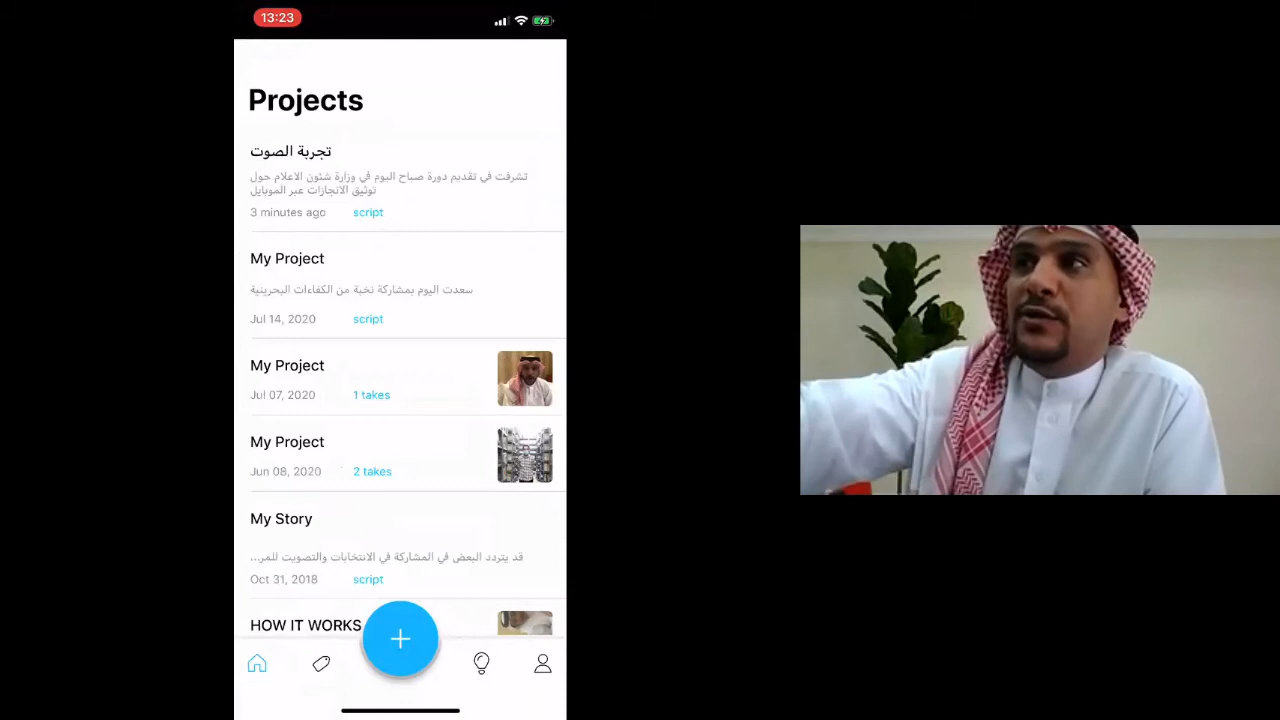 13:23
Projects
تجربة الصوت
تشرفت في تقديم دورة صباح اليوم في وزارة شئون الاعلام حول
توثيق الانجازات عبر الموبايل
3 minutes ago script
My Project
سعدت اليوم بمشاركة نخبة من الكفاءات البحرينية
Jul 14, 2020 script
My Project
Jul 07, 2020 1 takes
My Project
Jun 08, 2020 2 takes
My Story
قد يتردد البعض في المشاركة في الانتخابات والتصويت للمر...
Oct 31, 2018 script
HOW IT WORKS